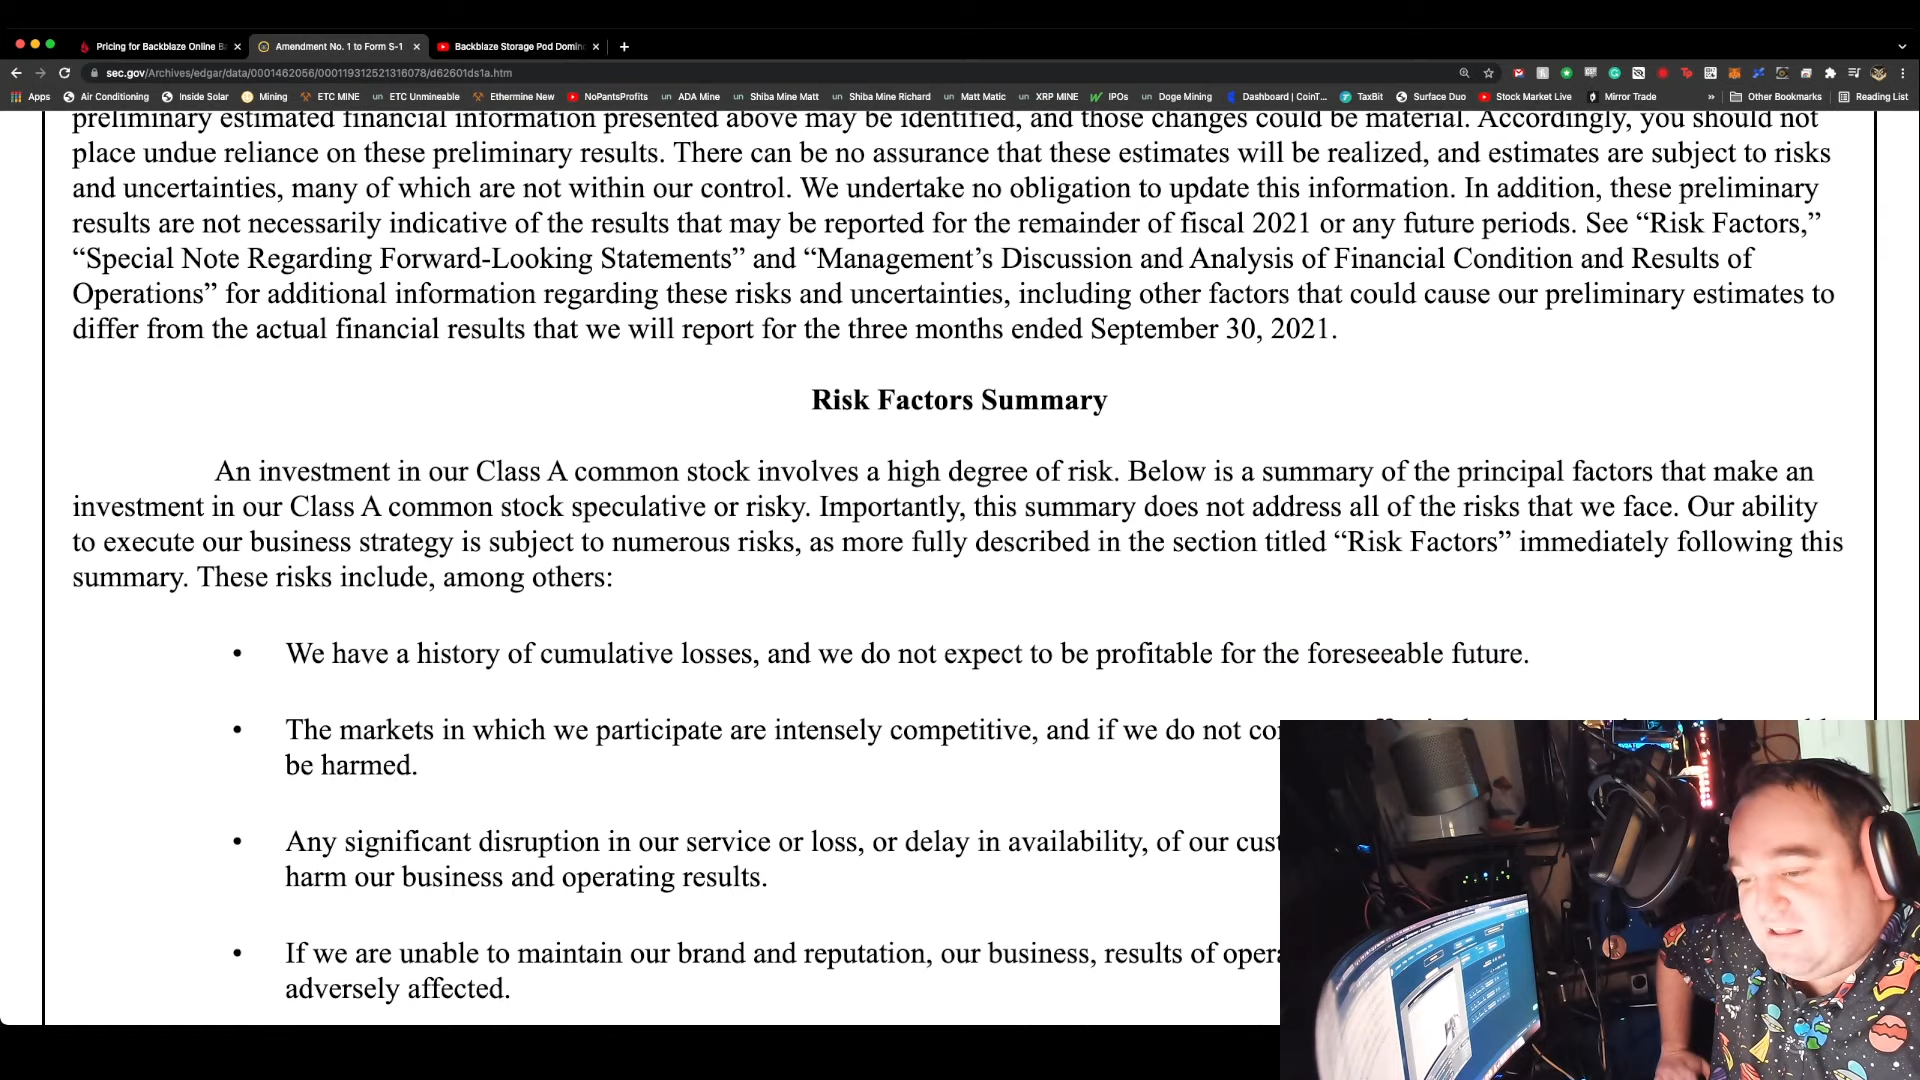 Pricing for Backblaze Online Ba
Amendment No. 1 to Form S-1
Backblaze Storage Pod Domin
sec.gov/Archives/edgar/data/0001462056/000119312521316078/d62601ds1a.htm
Apps Air Conditioning Inside Solar Mining ETC MINE ETC Unmineable Ethermine New NoPantsProfits ADA Mine Shiba Mine Matt Shiba Mine Richard Matt Matic XRP MINE IPOs Doge Mining Dashboard | CoinT... TaxBit Surface Duo Stock Market Live Mirror Trade » Other Bookmarks Reading List
preliminary estimated financial information presented above may be identified, and those changes could be material. Accordingly, you should not
place undue reliance on these preliminary results. There can be no assurance that these estimates will be realized, and estimates are subject to risks
and uncertainties, many of which are not within our control. We undertake no obligation to update this information. In addition, these preliminary
results are not necessarily indicative of the results that may be reported for the remainder of fiscal 2021 or any future periods. See “Risk Factors,”
“Special Note Regarding Forward-Looking Statements” and “Management’s Discussion and Analysis of Financial Condition and Results of
Operations” for additional information regarding these risks and uncertainties, including other factors that could cause our preliminary estimates to
differ from the actual financial results that we will report for the three months ended September 30, 2021.
Risk Factors Summary
An investment in our Class A common stock involves a high degree of risk. Below is a summary of the principal factors that make an
investment in our Class A common stock speculative or risky. Importantly, this summary does not address all of the risks that we face. Our ability
to execute our business strategy is subject to numerous risks, as more fully described in the section titled “Risk Factors” immediately following this
summary. These risks include, among others:
• We have a history of cumulative losses, and we do not expect to be profitable for the foreseeable future.
• The markets in which we participate are intensely competitive, and if we do not
be harmed.
• Any significant disruption in our service or loss, or delay in availability, of our
harm our business and operating results.
• If we are unable to maintain our brand and reputation, our business, results of
adversely affected.